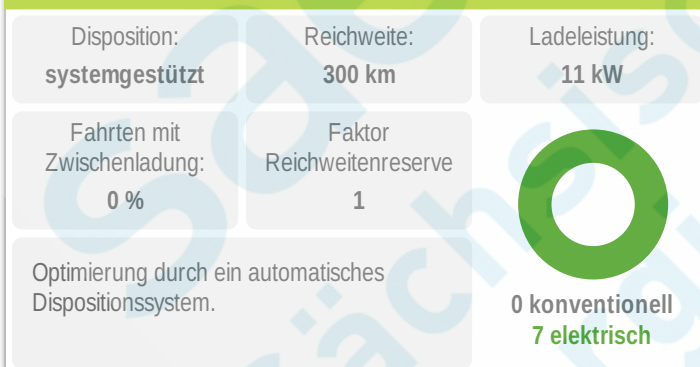 Disposition:
systemgestützt
Reichweite:
300 km
Ladeleistung:
11 kW
Fahrten mit
Zwischenladung:
0 %
Faktor
Reichweitenreserve
1
Optimierung durch ein automatisches
Dispositionssystem.
0 konventionell
7 elektrisch